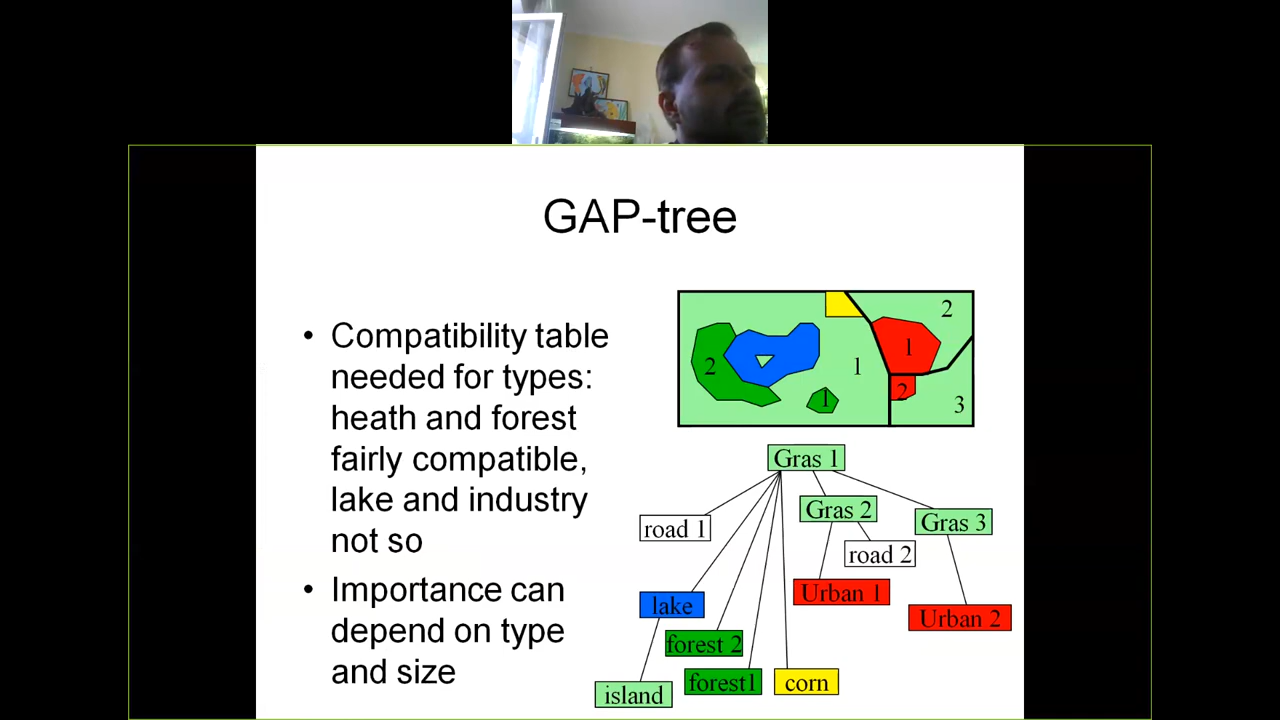 GAP-tree
• Compatibility table
needed for types:
heath and forest
fairly compatible,
lake and industry
not so
• Importance can
depend on type
and size
2
1
2
1
1
2
3
Gras 1
road 1
Gras 2
Gras 3
road 2
lake
Urban 1
Urban 2
forest 2
forest1
corn
island